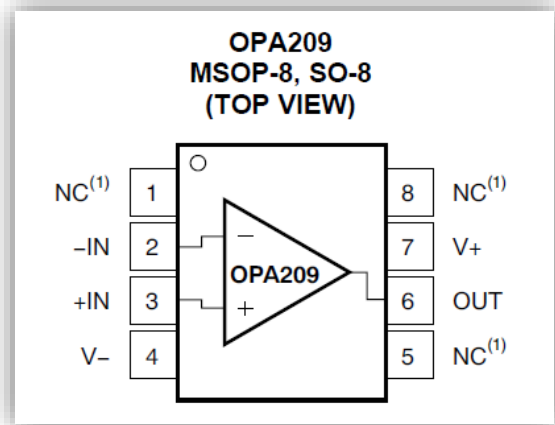 OPA209
MSOP-8, SO-8
(TOP VIEW)
NC(1) 1 8 NC(1)
–IN 2 – 7 V+
OPA209
+IN 3 + 6 OUT
V– 4 5 NC(1)